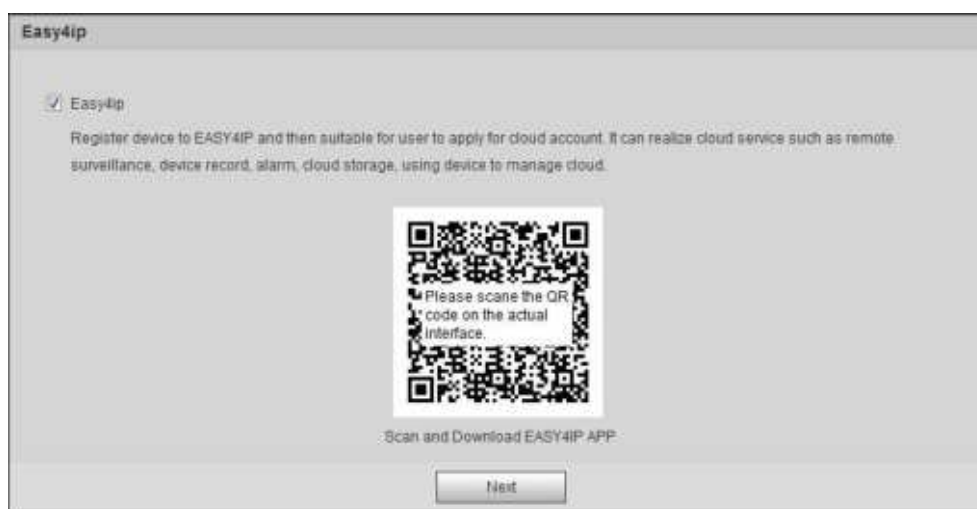 Easy4ip
Easy4ip
Register device to EASY4IP and then suitable for user to apply for cloud account. It can realize cloud service such as remote
surveillance, device record, alarm, cloud storage, using device to manage cloud.
Please scane the QR
code on the actual
interface.
Scan and Download EASY4IP APP
Next